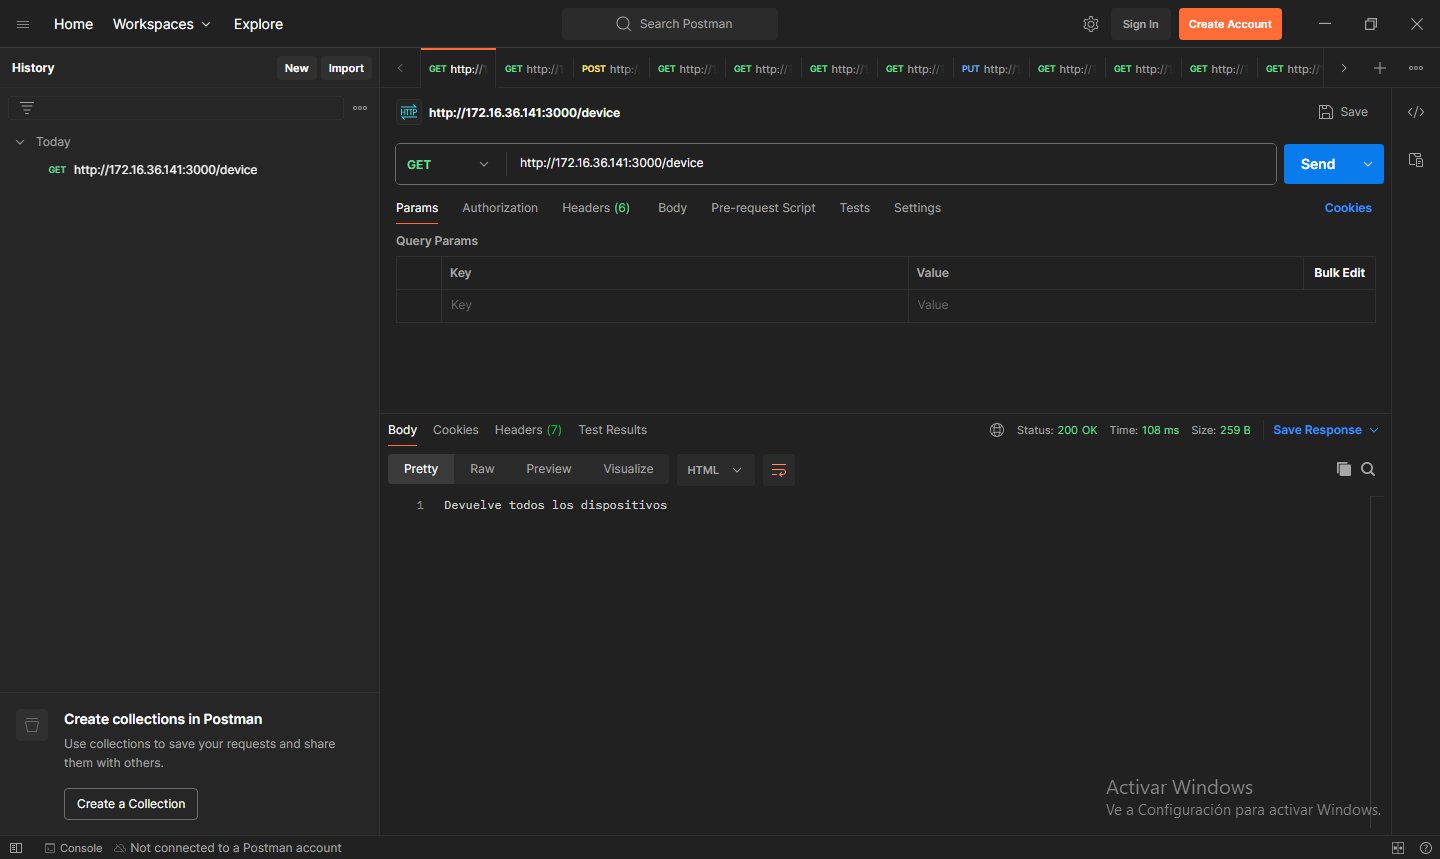 Home Workspaces Explore Search Postman Sign In Create Account
History New Import
GET http:// GET http:// POST http: GET http:// GET http:// GET http:// GET http:// PUT http:// GET http:// GET http:// GET http:// GET http://
HTTP http://172.16.36.141:3000/device Save
Today
GET http://172.16.36.141:3000/device
GET http://172.16.36.141:3000/device Send
Params Authorization Headers (6) Body Pre-request Script Tests Settings Cookies
Query Params
Key Value Bulk Edit
Key Value
Body Cookies Headers (7) Test Results Status: 200 OK Time: 108 ms Size: 259 B Save Response
Pretty Raw Preview Visualize HTML
1 Devuelve todos los dispositivos
Create collections in Postman
Use collections to save your requests and share
them with others.
Create a Collection
Activar Windows
Ve a Configuración para activar Windows.
Console Not connected to a Postman account